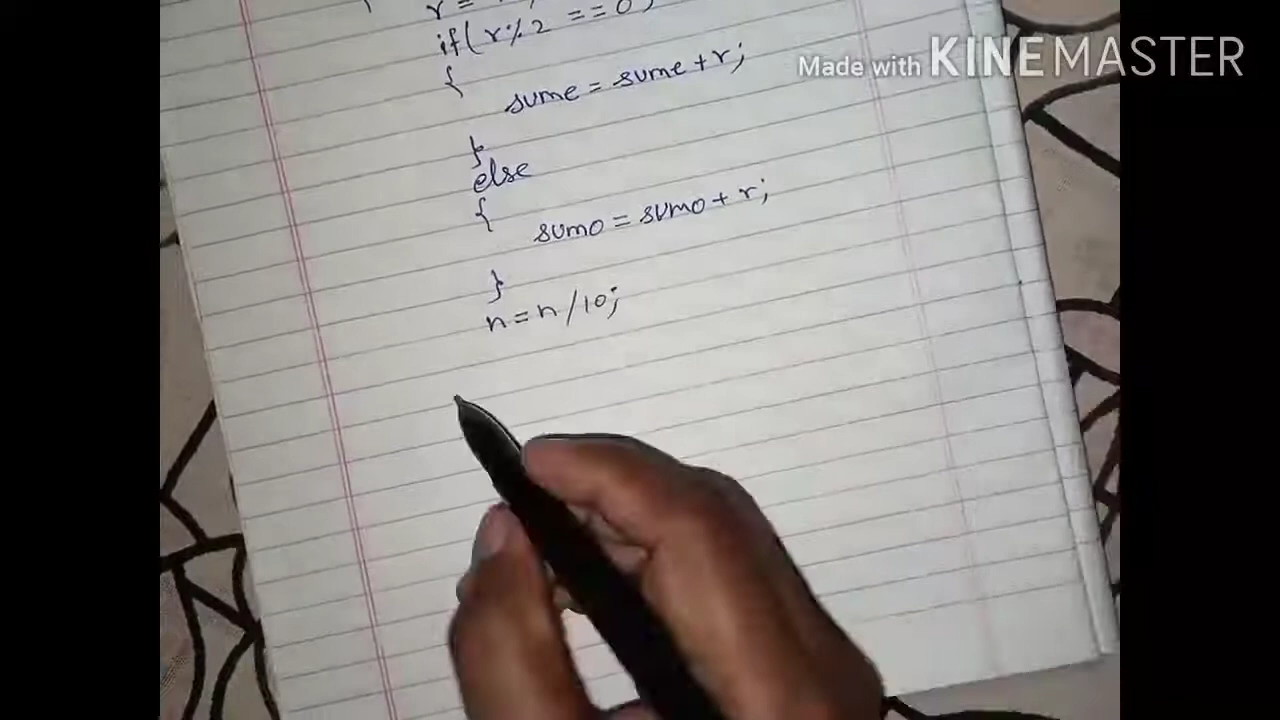 r =
if( r%2 == 0)
{
sume = sume + r;
}
else
{
sumo = sumo + r;
}
n = n /10;
Made with KINEMASTER